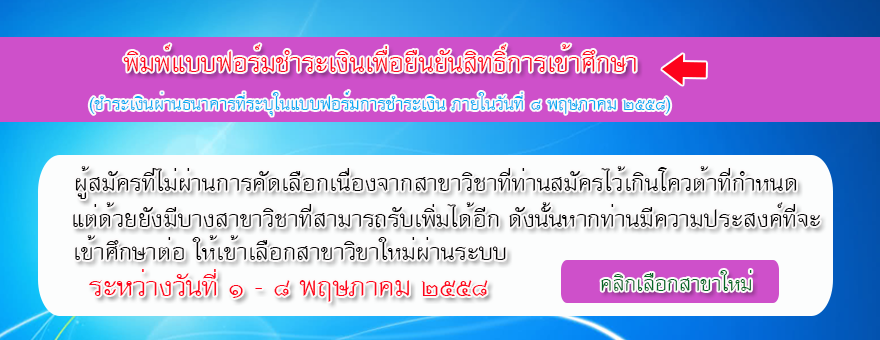 พิมพ์แบบฟอร์มชำระเงินเพื่อยืนยันสิทธิ์การเข้าศึกษา
(ชำระเงินผ่านธนาคารที่ระบุในแบบฟอร์มการชำระเงิน ภายในวันที่ ๘ พฤษภาคม ๒๕๕๘)
ผู้สมัครที่ไม่ผ่านการคัดเลือกเนื่องจากสาขาวิชาที่ท่านสมัครไว้เกินโควต้าที่กำหนด
แต่ด้วยยังมีบางสาขาวิชาที่สามารถรับเพิ่มได้อีก ดังนั้นหากท่านมีความประสงค์ที่จะ
เข้าศึกษาต่อ ให้เข้าเลือกสาขาวิขาใหม่ผ่านระบบ
ระหว่างวันที่ ๑ - ๘ พฤษภาคม ๒๕๕๘
คลิกเลือกสาขาใหม่